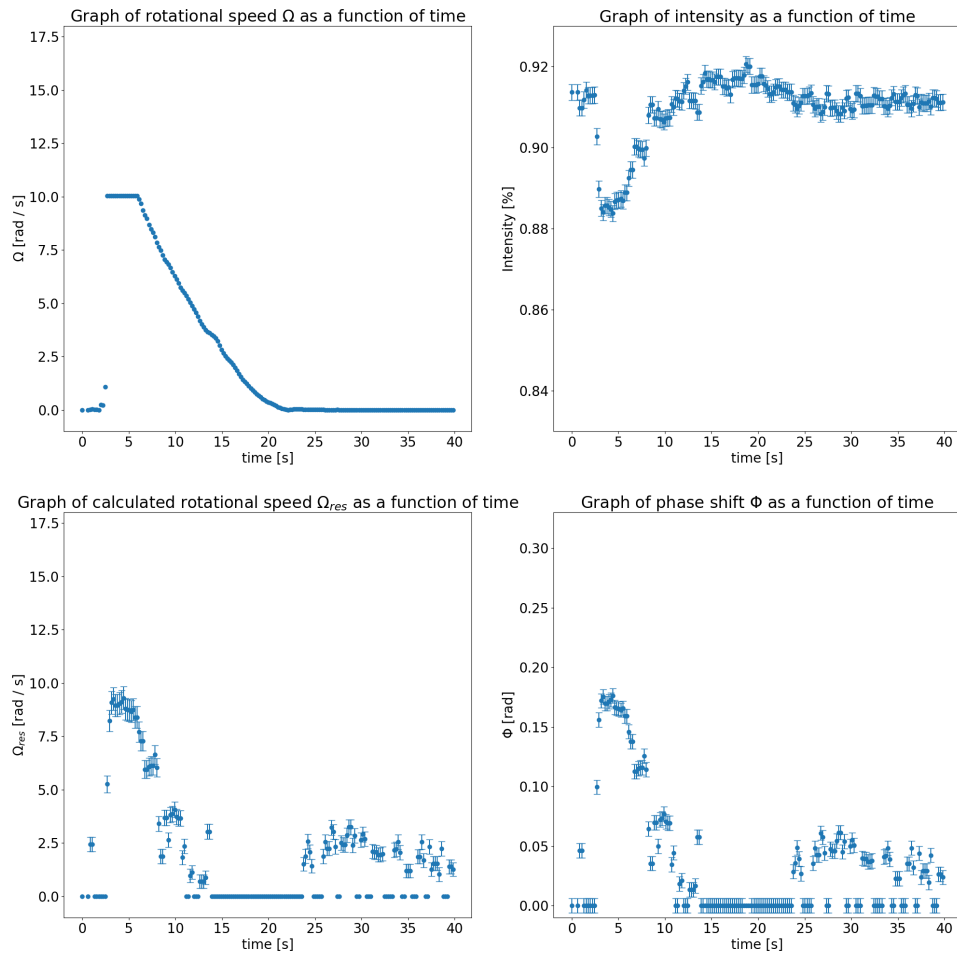 Graph of rotational speed Ω as a function of time
17.5
15.0
12.5
10.0
7.5
5.0
2.5
0.0
Ω [rad / s]
0 5 10 15 20 25 30 35 40
time [s]
Graph of intensity as a function of time
0.92
0.90
0.88
0.86
0.84
Intensity [%]
0 5 10 15 20 25 30 35 40
time [s]
Graph of calculated rotational speed Ωres as a function of time
17.5
15.0
12.5
10.0
7.5
5.0
2.5
0.0
Ωres [rad / s]
0 5 10 15 20 25 30 35 40
time [s]
Graph of phase shift Φ as a function of time
0.30
0.25
0.20
0.15
0.10
0.05
0.00
Φ [rad]
0 5 10 15 20 25 30 35 40
time [s]